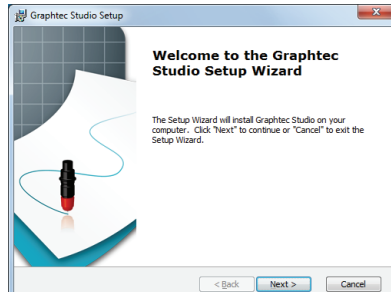 Graphtec Studio Setup
Welcome to the Graphtec
Studio Setup Wizard
The Setup Wizard will install Graphtec Studio on your
computer. Click "Next" to continue or "Cancel" to exit the
Setup Wizard.
< Back Next > Cancel